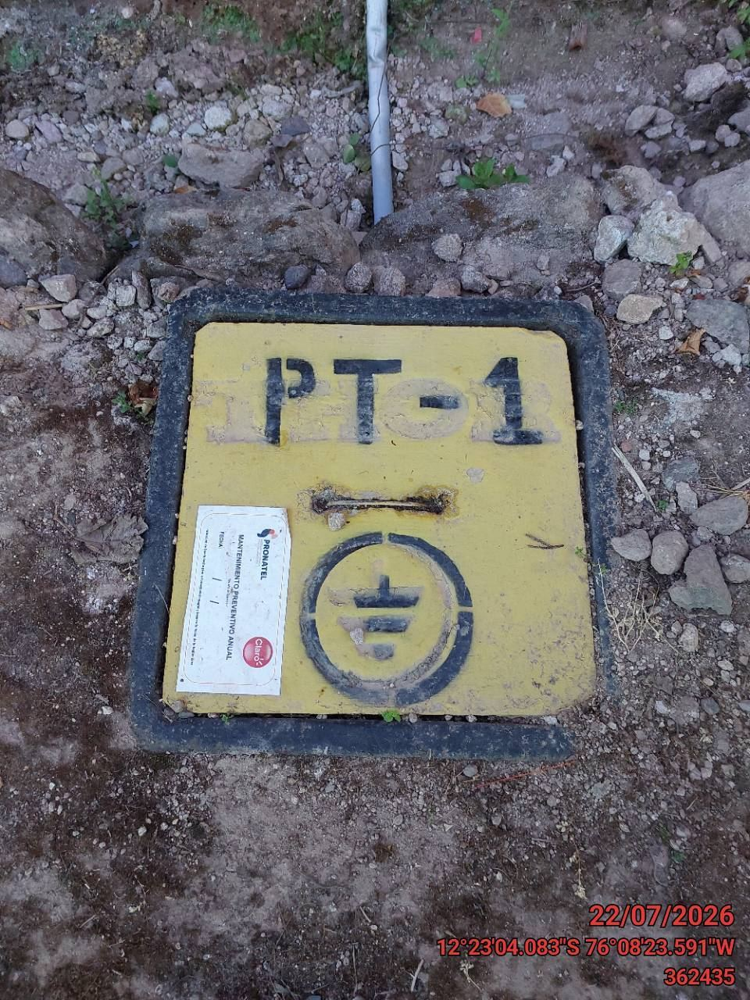 PT-1
PRONATEL
MANTENIMIENTO PREVENTIVO ANUAL
FECHA: / /
Claro
22/07/2026
12°23'04.083"S 76°08'23.591"W
362435